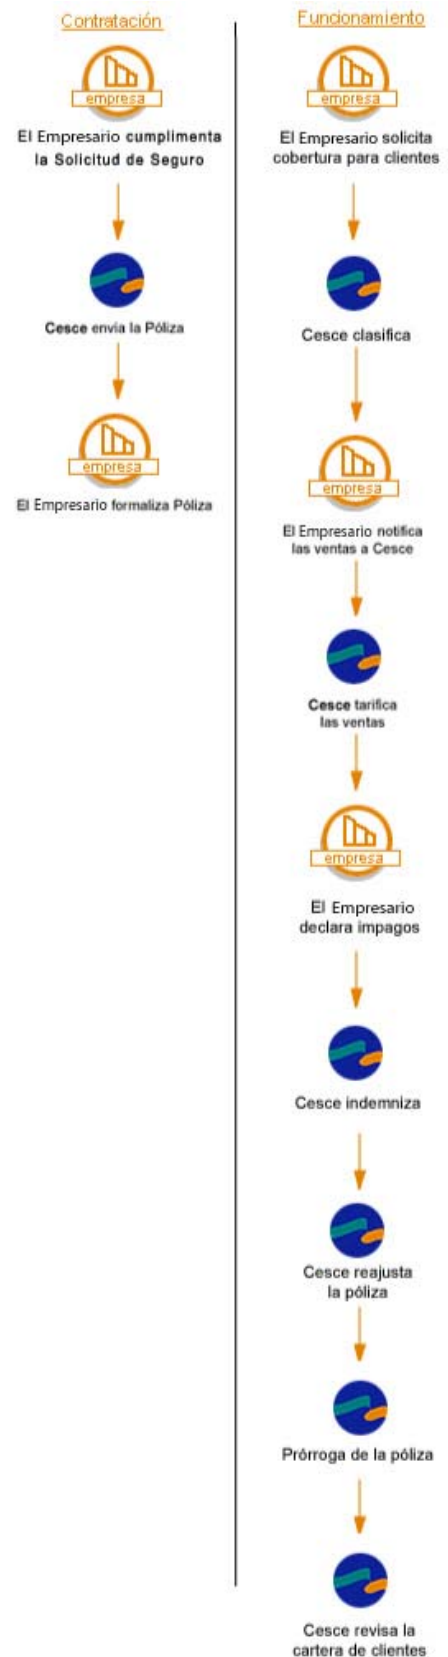 Contratación
empresa
El Empresario cumplimenta
la Solicitud de Seguro
Cesce envia la Póliza
empresa
El Empresario formaliza Póliza
Funcionamiento
empresa
El Empresario solicita
cobertura para clientes
Cesce clasifica
empresa
El Empresario notifica
las ventas a Cesce
Cesce tarifica
las ventas
empresa
El Empresario
declara impagos
Cesce indemniza
Cesce reajusta
la póliza
Prórroga de la póliza
Cesce revisa la
cartera de clientes